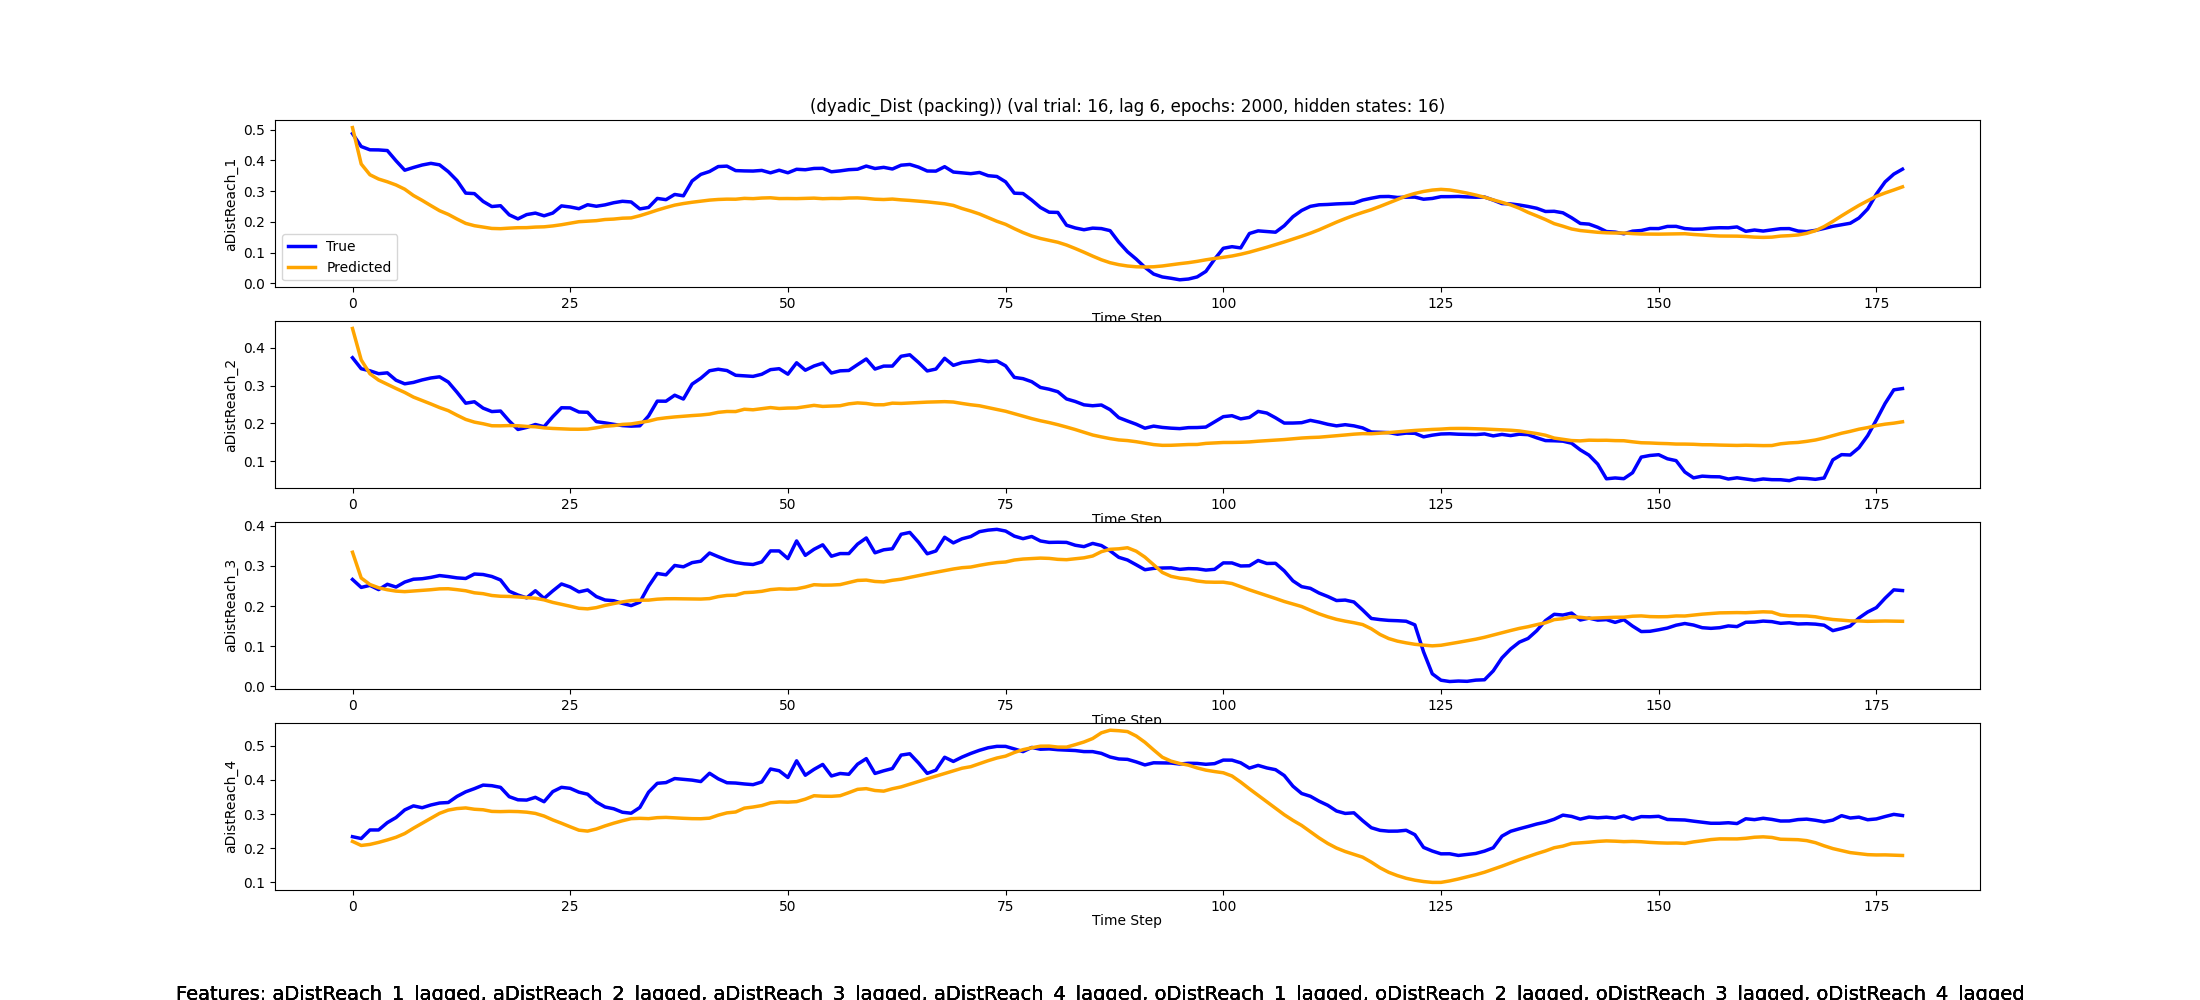 (dyadic_Dist (packing)) (val trial: 16, lag 6, epochs: 2000, hidden states: 16)
aDistReach_1
0.5
0.4
0.3
0.2
0.1
0.0
True
Predicted
0 25 50 75 100 125 150 175
Time Step
aDistReach_2
0.4
0.3
0.2
0.1
0 25 50 75 100 125 150 175
Time Step
aDistReach_3
0.4
0.3
0.2
0.1
0.0
0 25 50 75 100 125 150 175
Time Step
aDistReach_4
0.5
0.4
0.3
0.2
0.1
0 25 50 75 100 125 150 175
Time Step
Features: aDistReach_1_lagged, aDistReach_2_lagged, aDistReach_3_lagged, aDistReach_4_lagged, oDistReach_1_lagged, oDistReach_2_lagged, oDistReach_3_lagged, oDistReach_4_lagged